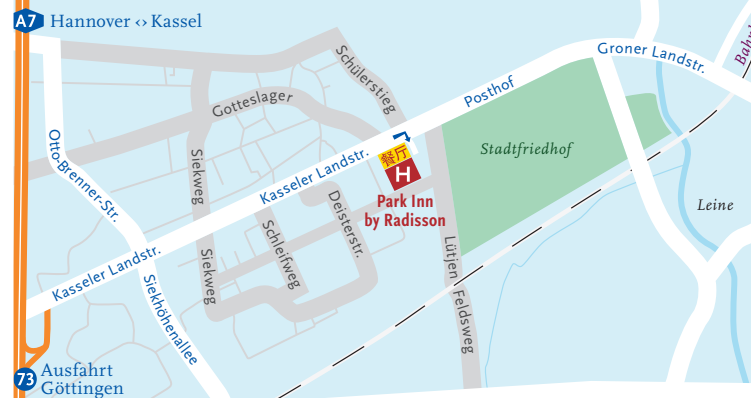 A7 Hannover ‹› Kassel
Groner Landstr.
Schülerstieg
Posthof
Gotteslager
Stadtfriedhof
餐厅
H
Park Inn
by Radisson
Kasseler Landstr.
Otto-Brenner-Str.
Siekweg
Deisterstr.
Schleifweg
Leine
Siekweg
Lütjen Feldsweg
Kasseler Landstr.
Siekhöhenallee
73 Ausfahrt
Göttingen